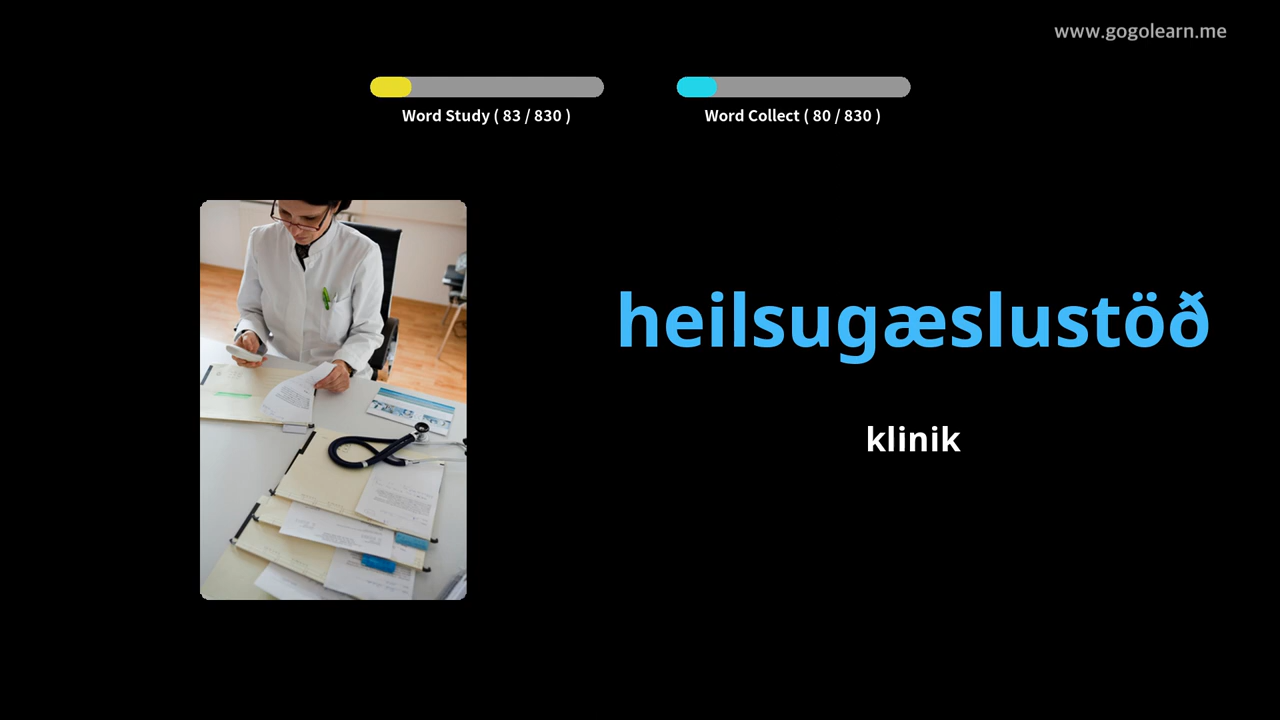 www.gogolearn.me
Word Study ( 83 / 830 )
Word Collect ( 80 / 830 )
heilsugæslustöð
klinik